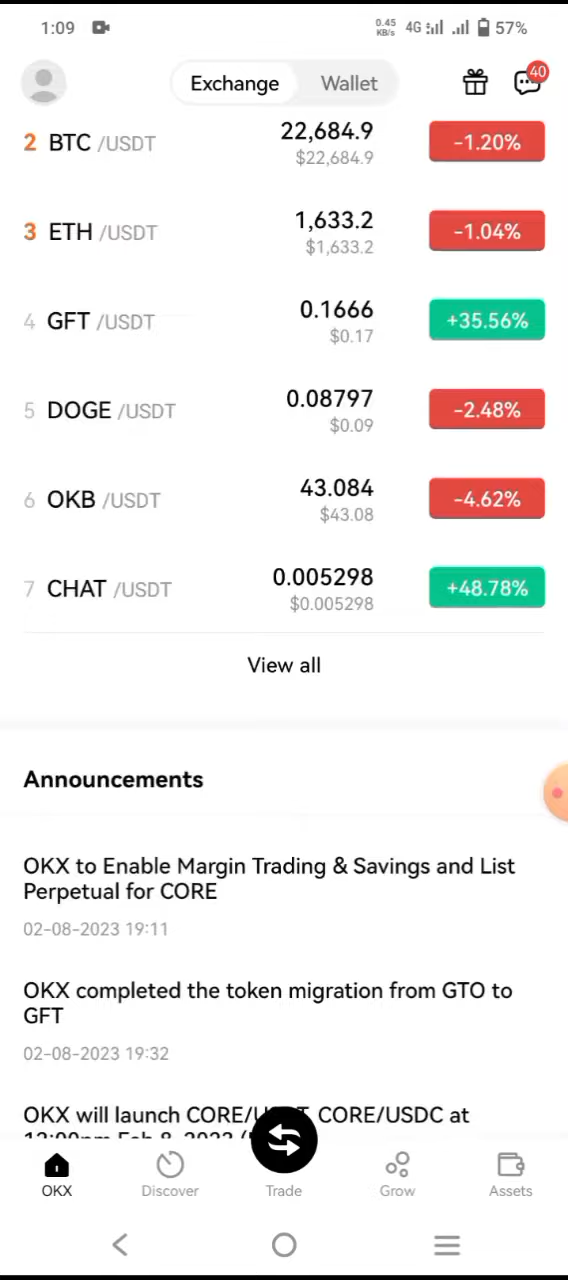 1:09 0.45 KB/s 4G 57%
Exchange Wallet 40
2 BTC /USDT 22,684.9 -1.20%
$22,684.9
3 ETH /USDT 1,633.2 -1.04%
$1,633.2
4 GFT /USDT 0.1666 +35.56%
$0.17
5 DOGE /USDT 0.08797 -2.48%
$0.09
6 OKB /USDT 43.084 -4.62%
$43.08
7 CHAT /USDT 0.005298 +48.78%
$0.005298
View all
Announcements
OKX to Enable Margin Trading & Savings and List
Perpetual for CORE
02-08-2023 19:11
OKX completed the token migration from GTO to
GFT
02-08-2023 19:32
OKX will launch CORE/ CORE/USDC at
12:00pm Feb 8, 2023
OKX Discover Trade Grow Assets